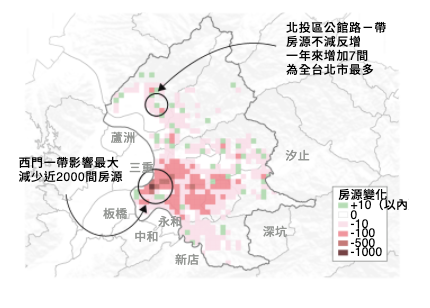 北投區公館路一帶
房源不減反增
一年來增加7間
為全台北市最多
蘆洲
西門一帶影響最大
減少近2000間房源
三重
汐止
板橋
永和
中和
新店
深坑
房源變化
+10（以內
0
-10
-100
-500
-1000